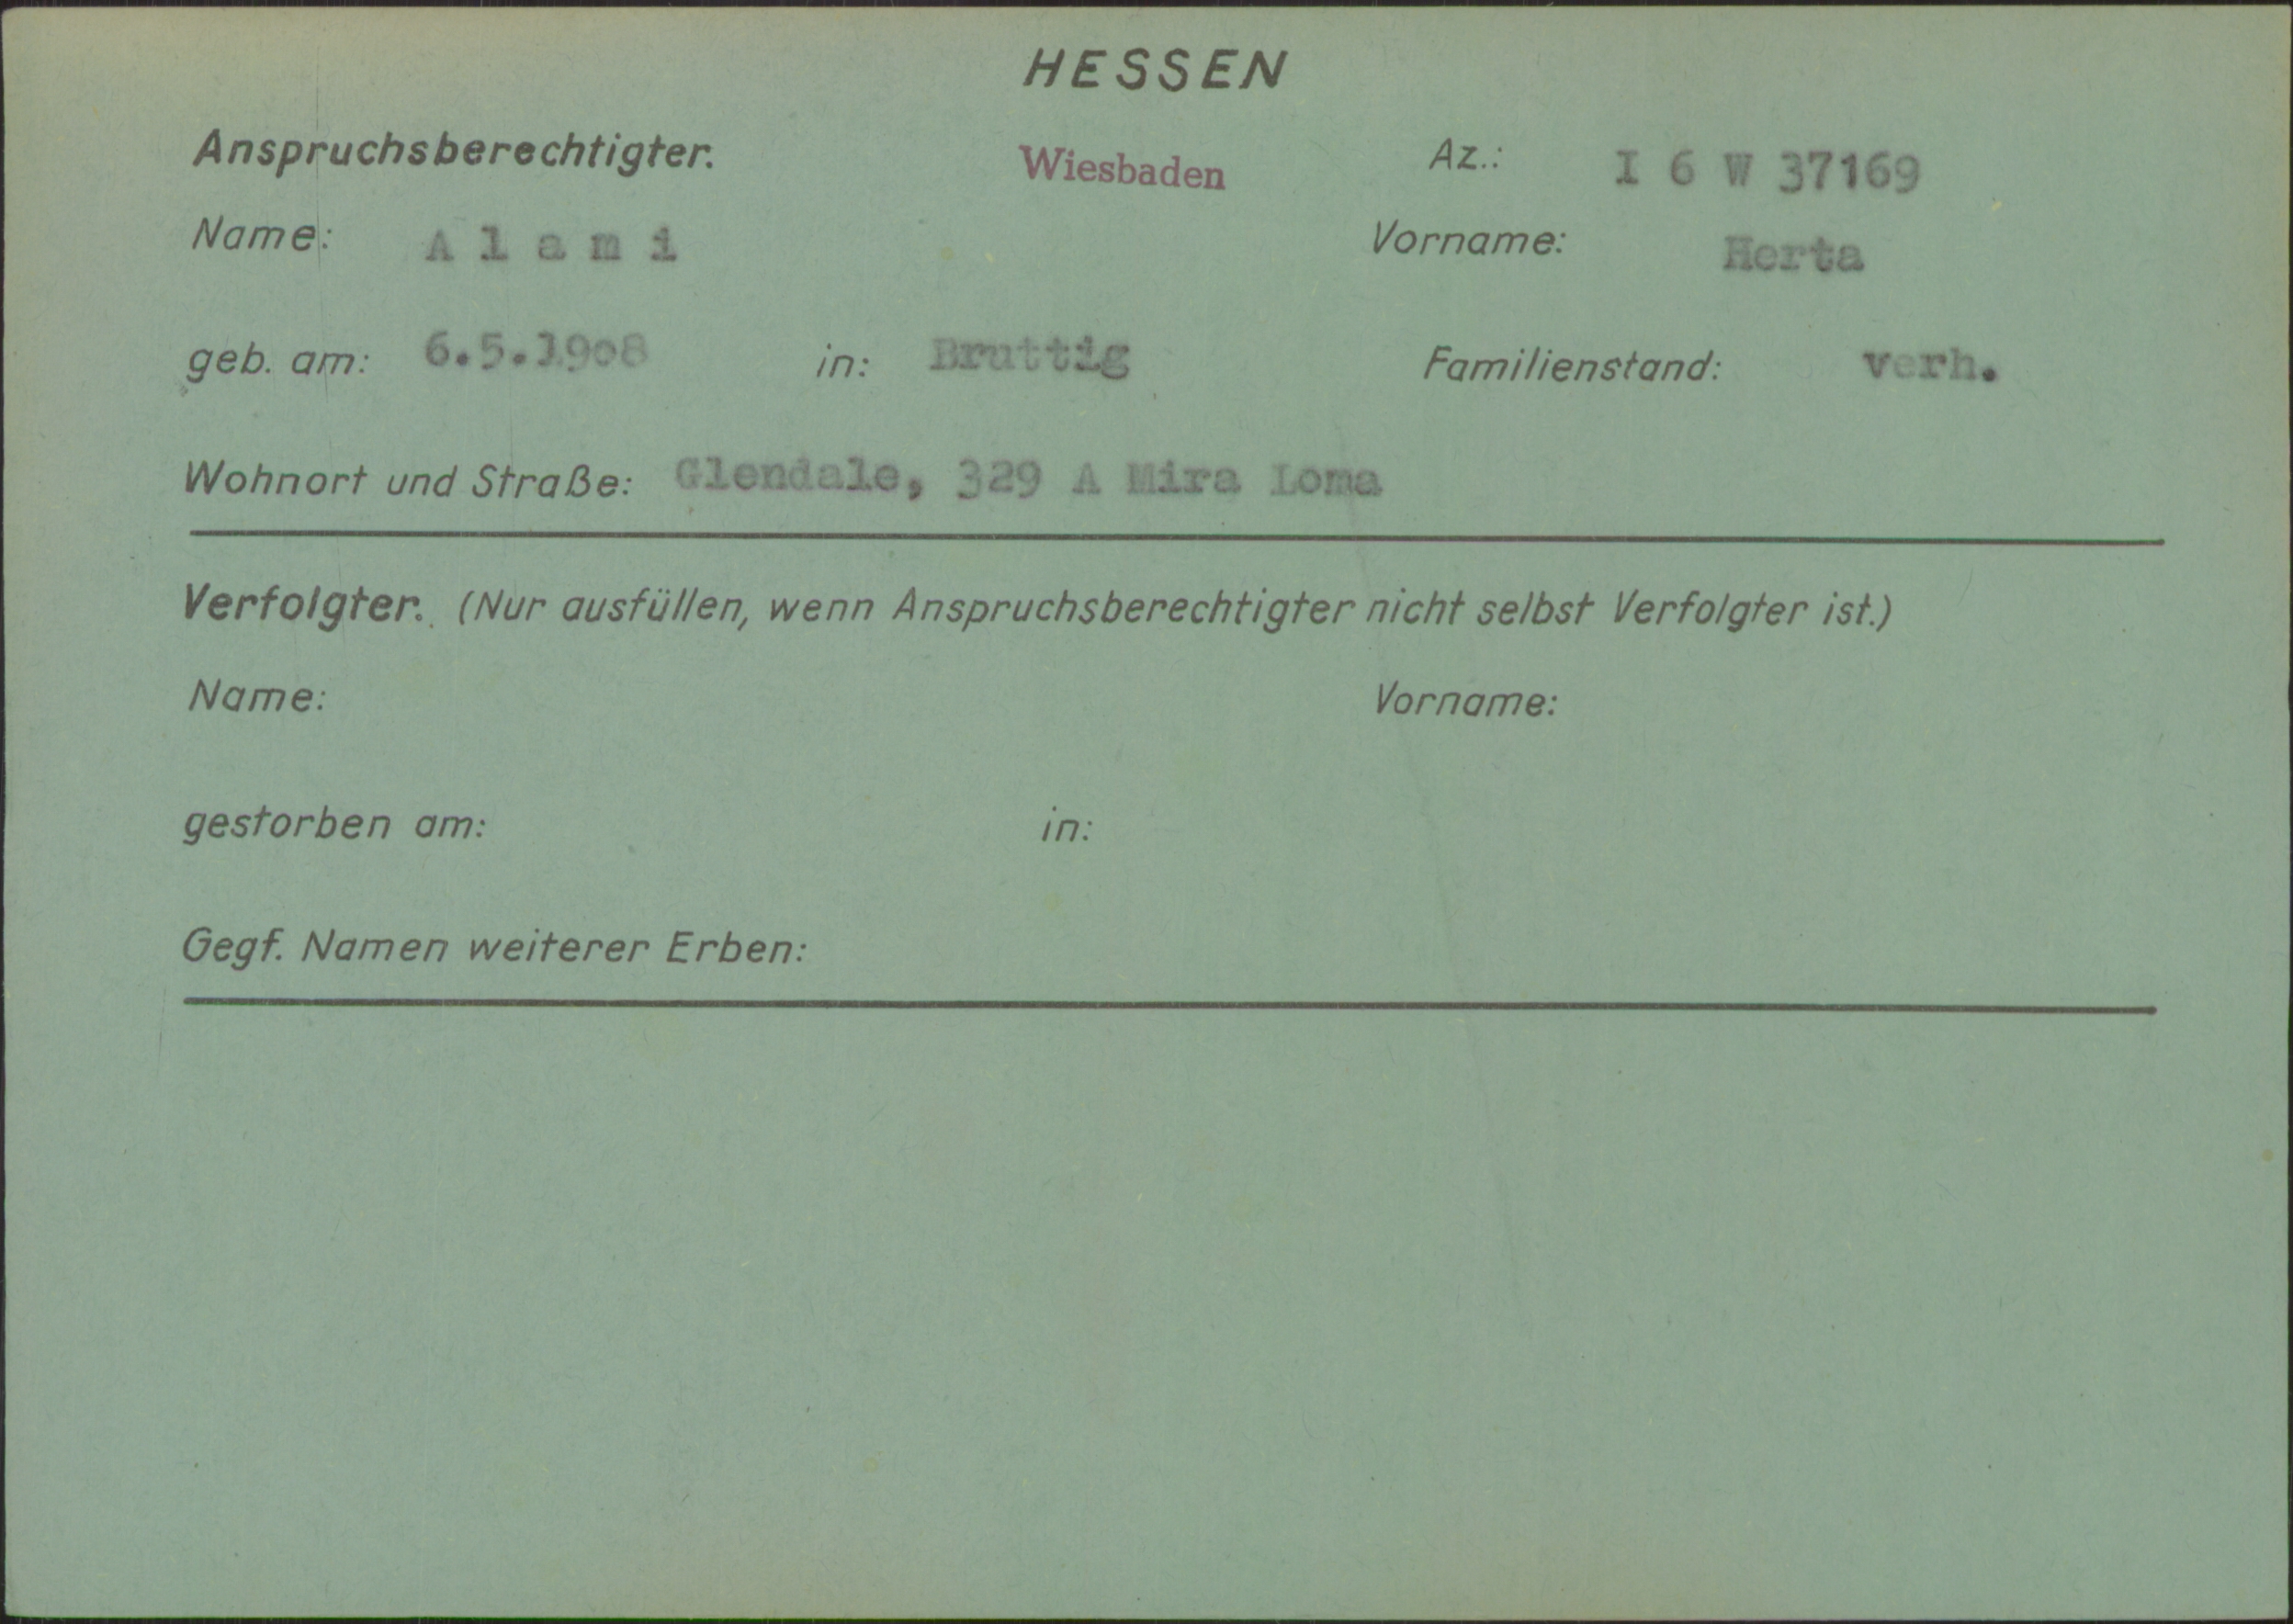 HESSEN
Anspruchsberechtigter. Wiesbaden Az.: I 6 W 37169
Name: Alami Vorname: Herta
geb. am: 6.5.19o8 in: Bruttig Familienstand: verh.
Wohnort und Straße: Glendale, 329 A Mira Loma
Verfolgter. (Nur ausfüllen, wenn Anspruchsberechtigter nicht selbst Verfolgter ist.)
Name: Vorname:
gestorben am: in:
Gegf. Namen weiterer Erben: